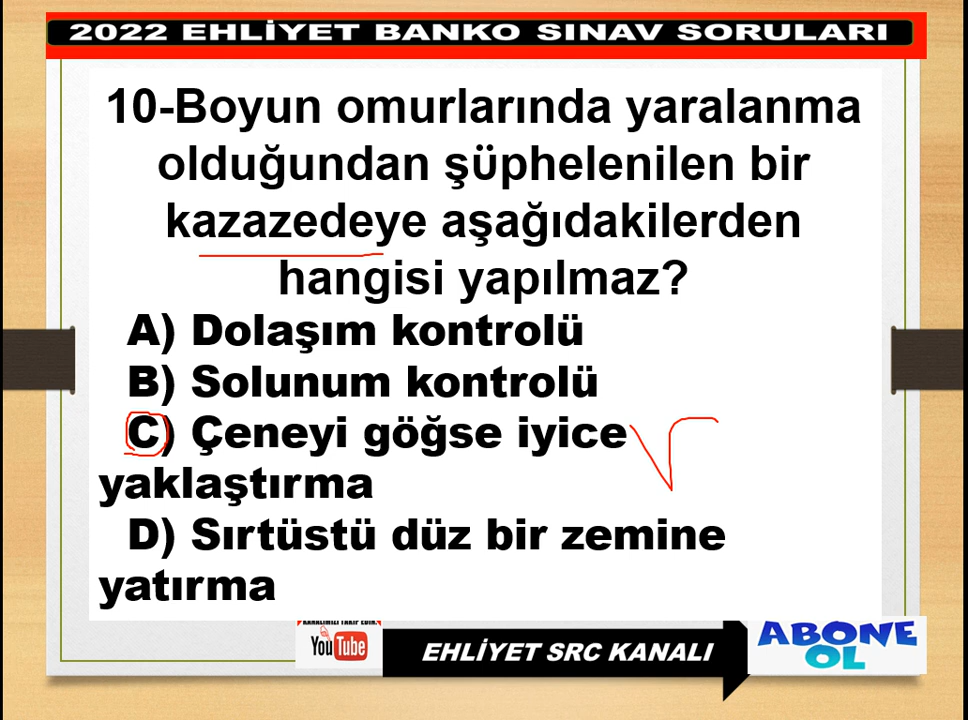 2022 EHLİYET BANKO SINAV SORULARI
10-Boyun omurlarında yaralanma
olduğundan şüphelenilen bir
kazazedeye aşağıdakilerden
hangisi yapılmaz?
A) Dolaşım kontrolü
B) Solunum kontrolü
C) Çeneyi göğse iyice
yaklaştırma
D) Sırtüstü düz bir zemine
yatırma
YouTube
EHLİYET SRC KANALI
ABONE
OL